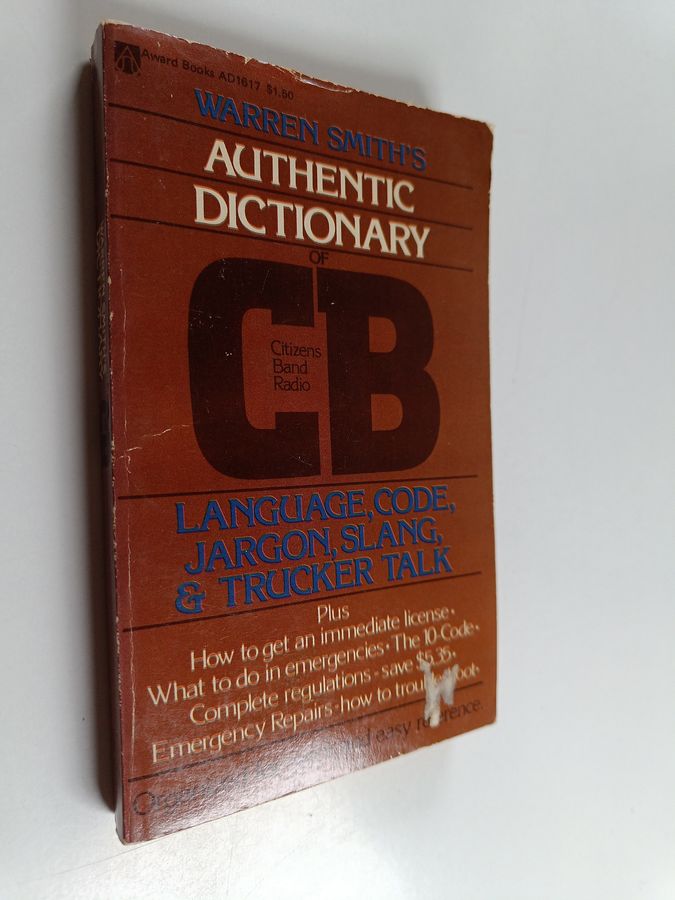 Award Books AD1617 $1.50
WARREN SMITH'S
AUTHENTIC
DICTIONARY
OF
CB
Citizens
Band
Radio
LANGUAGE, CODE,
JARGON, SLANG,
& TRUCKER TALK
Plus
How to get an immediate license •
What to do in emergencies • The 10-Code •
Complete regulations • save $5.35 •
Emergency Repairs • how to
easy